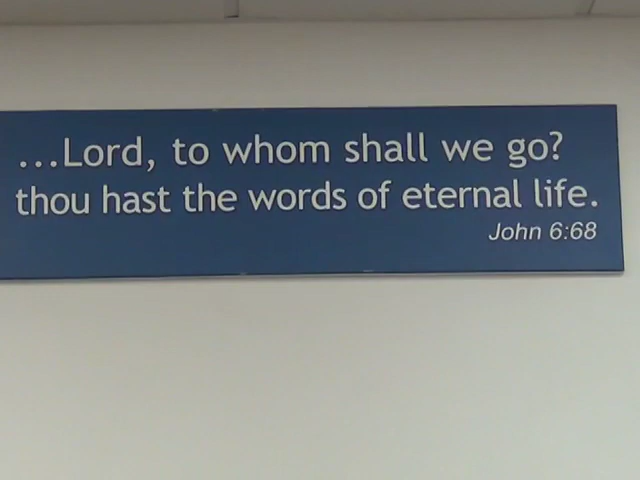 ...Lord, to whom shall we go?
thou hast the words of eternal life.
John 6:68